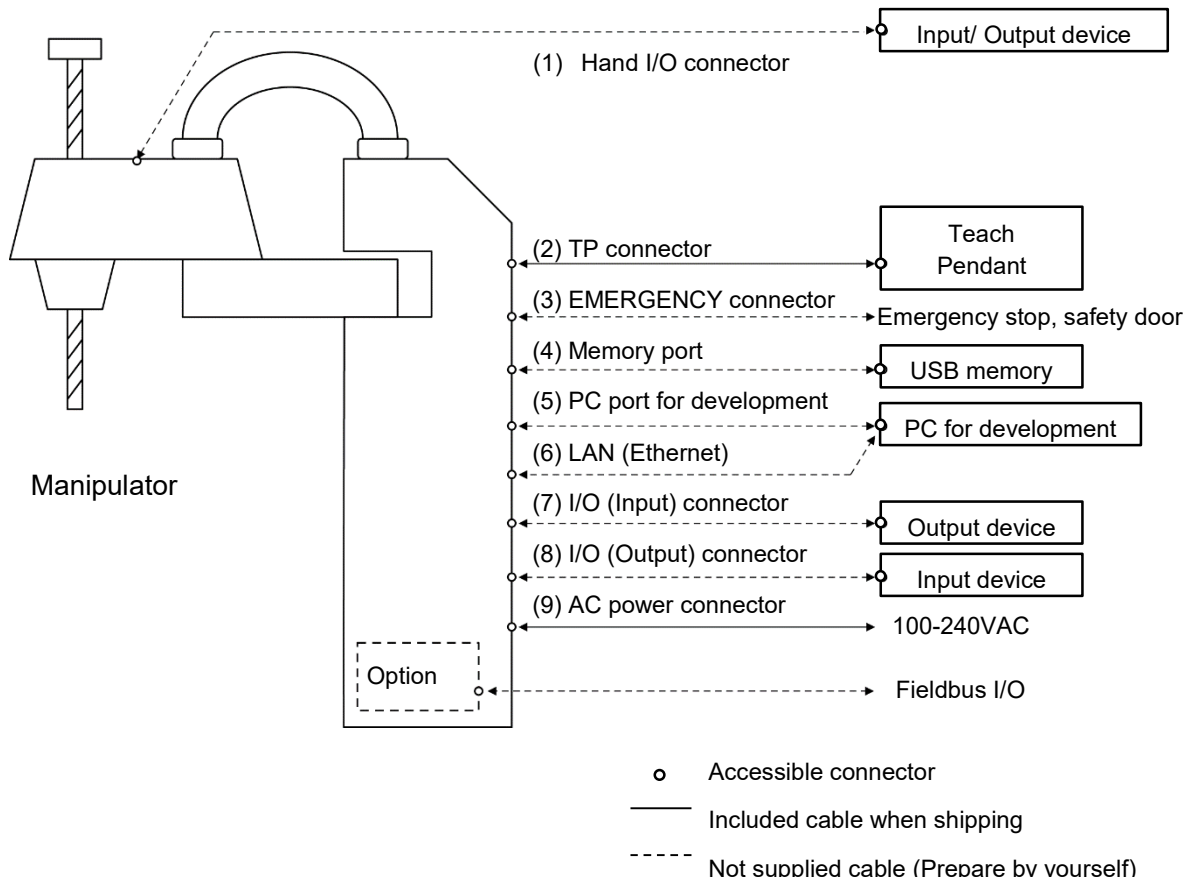 Input/ Output device
(1) Hand I/O connector
(2) TP connector
Teach
Pendant
(3) EMERGENCY connector
Emergency stop, safety door
(4) Memory port
USB memory
(5) PC port for development
PC for development
(6) LAN (Ethernet)
Manipulator
(7) I/O (Input) connector
Output device
(8) I/O (Output) connector
Input device
(9) AC power connector
100-240VAC
Option
Fieldbus I/O
Accessible connector
Included cable when shipping
Not supplied cable (Prepare by yourself)